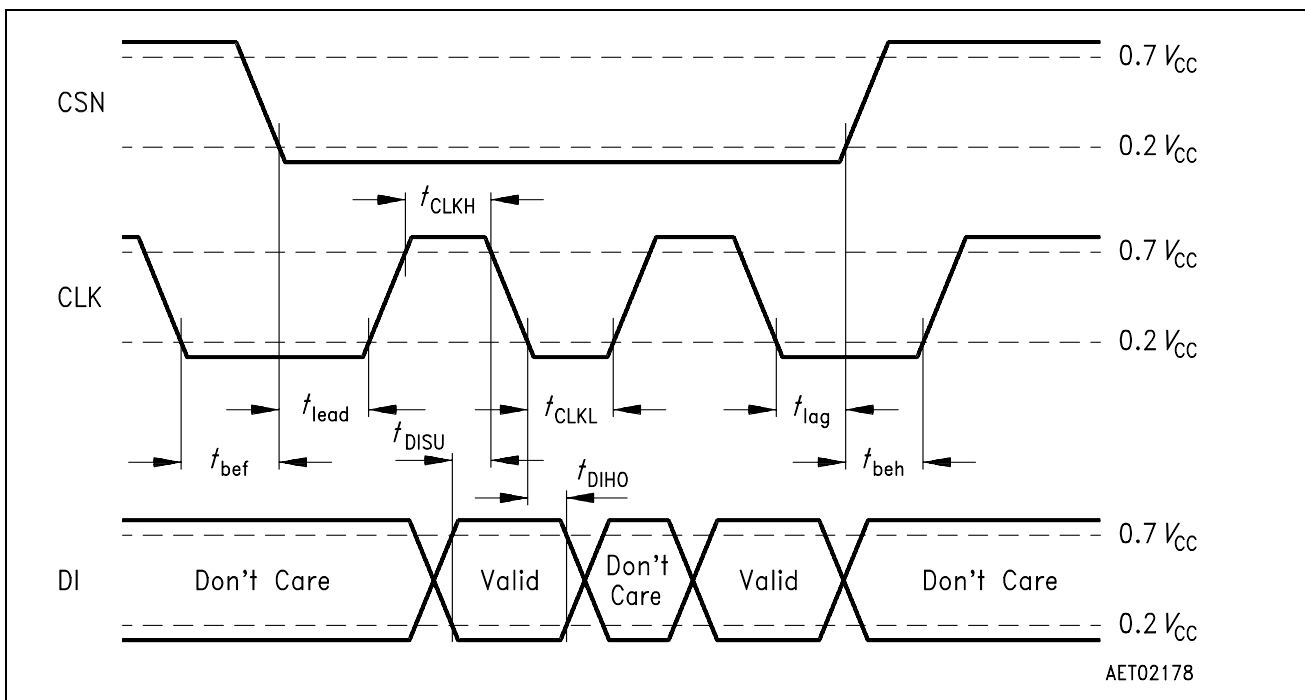 0.7 VCC
CSN
0.2 VCC
tCLKH
0.7 VCC
CLK
0.2 VCC
tlead
tCLKL
tlag
tDISU
tbef
tDIHO
tbeh
0.7 VCC
DI
Don't Care
Valid
Don't
Care
Valid
Don't Care
0.2 VCC
AET02178